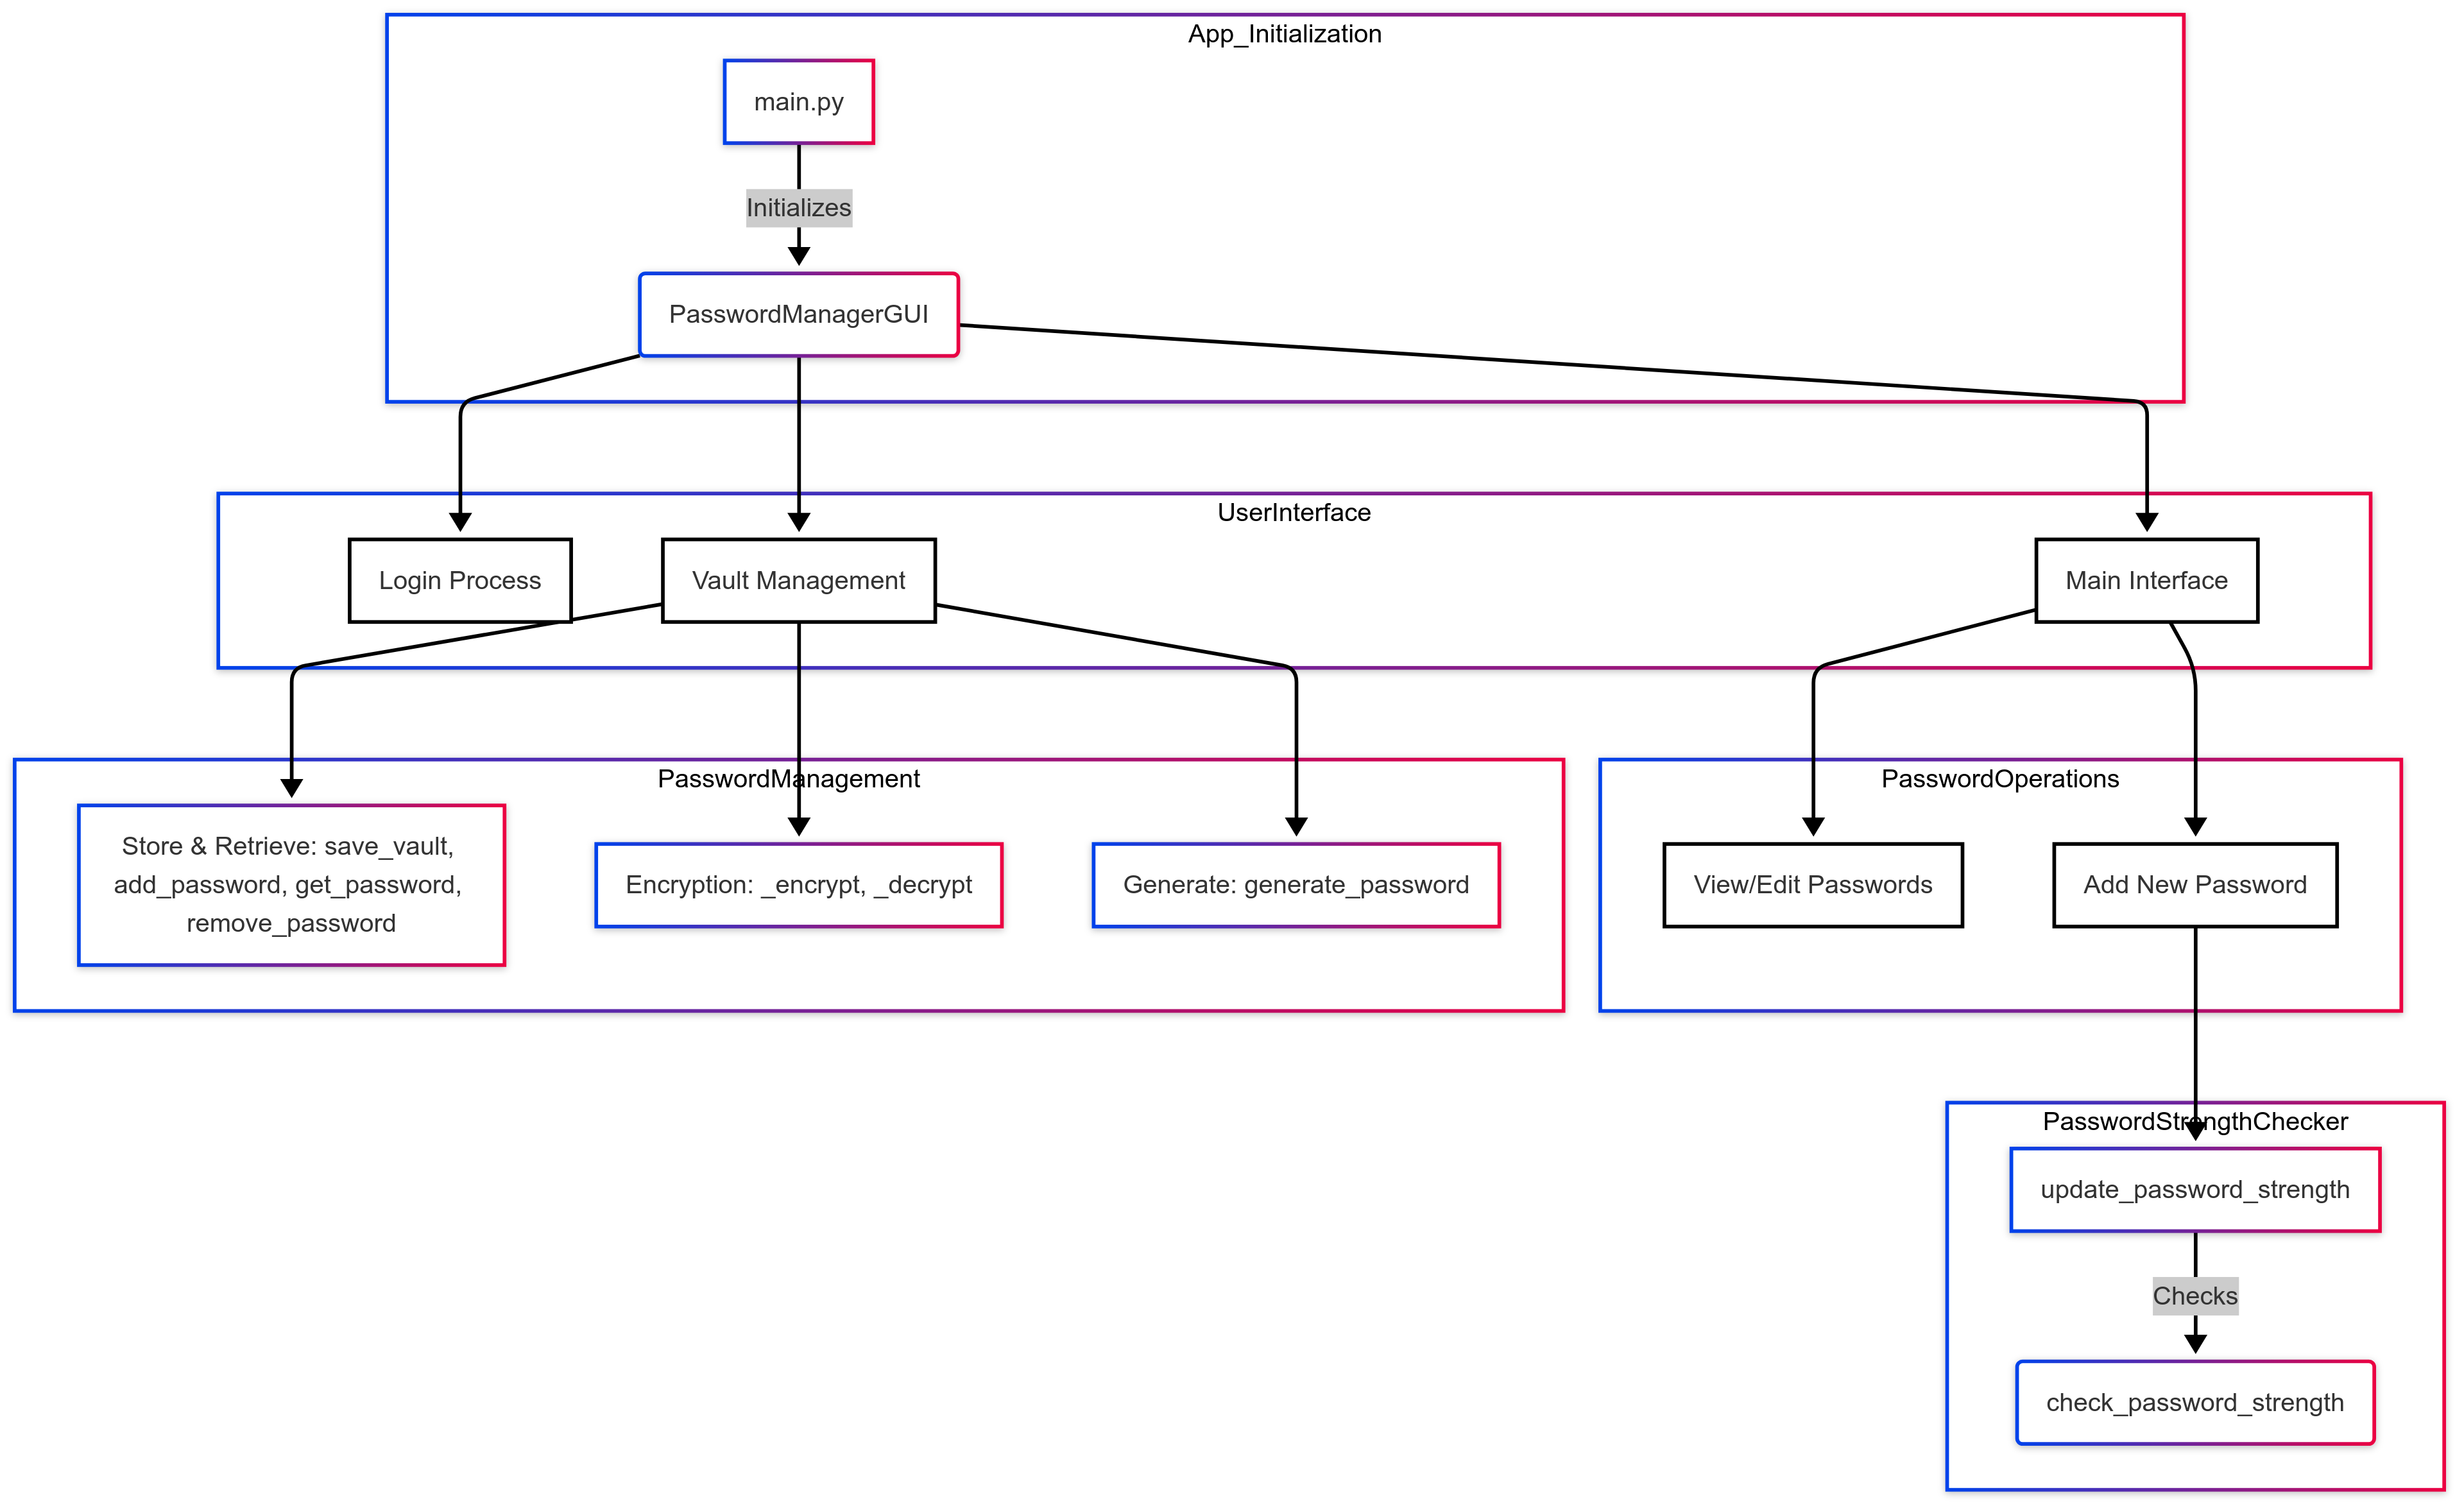 App_Initialization
main.py
Initializes
PasswordManagerGUI
UserInterface
Login Process
Vault Management
Main Interface
PasswordManagement
PasswordOperations
Store & Retrieve: save_vault,
add_password, get_password,
remove_password
Encryption: _encrypt, _decrypt
Generate: generate_password
View/Edit Passwords
Add New Password
PasswordStrengthChecker
update_password_strength
Checks
check_password_strength